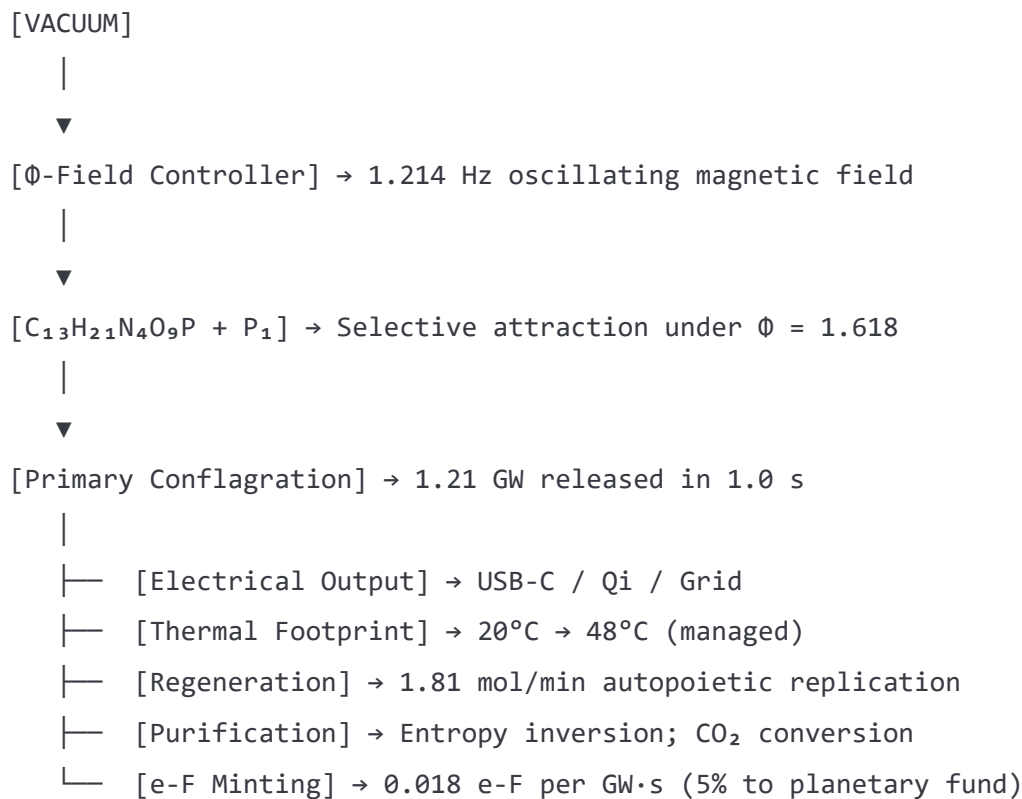 [VACUUM]
│
▼
[Φ-Field Controller] → 1.214 Hz oscillating magnetic field
│
▼
[C₁₃H₂₁N₄O₉P + P₁] → Selective attraction under Φ = 1.618
│
▼
[Primary Conflagration] → 1.21 GW released in 1.0 s
│
├── [Electrical Output] → USB-C / Qi / Grid
├── [Thermal Footprint] → 20°C → 48°C (managed)
├── [Regeneration] → 1.81 mol/min autopoietic replication
├── [Purification] → Entropy inversion; CO₂ conversion
└── [e-F Minting] → 0.018 e-F per GW·s (5% to planetary fund)